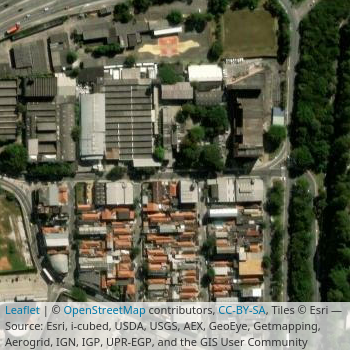 Leaflet | © OpenStreetMap contributors, CC-BY-SA, Tiles © Esri —
Source: Esri, i-cubed, USDA, USGS, AEX, GeoEye, Getmapping,
Aerogrid, IGN, IGP, UPR-EGP, and the GIS User Community